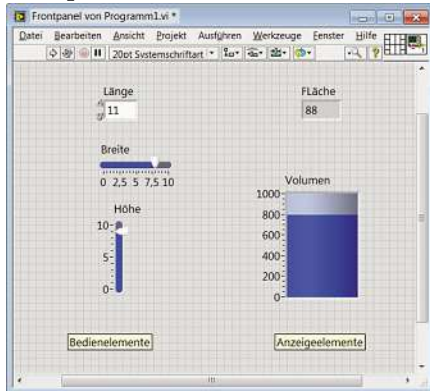 Frontpanel von Programm1.vi *
Datei Bearbeiten Ansicht Projekt Ausführen Werkzeuge Fenster Hilfe
20pt Systemschriftart
Länge
11
FLäche
88
Breite
0 2,5 5 7,5 10
Höhe
10
5
0
Volumen
1000
800
600
400
200
0
Bedienelemente
Anzeigeelemente